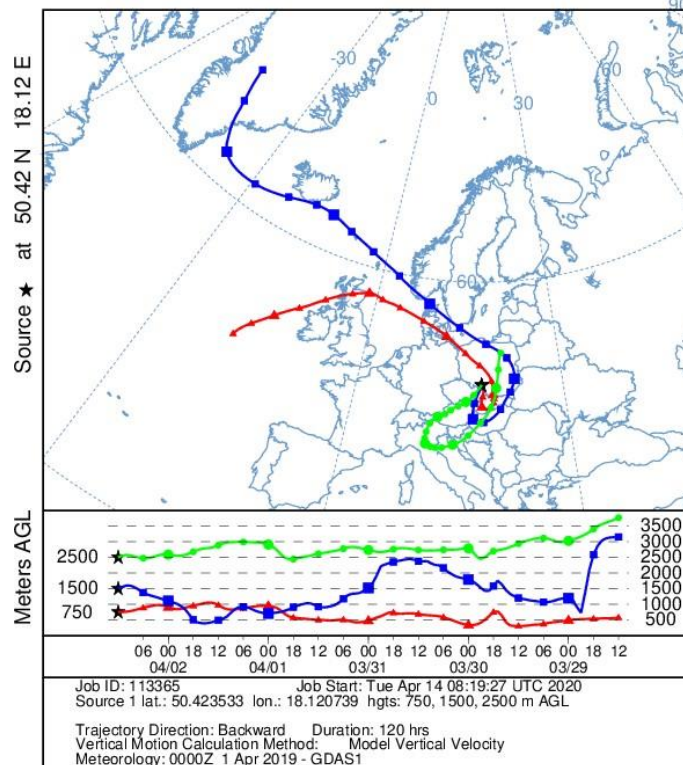 90
-30
60
0
30
60
Source ★ at 50.42 N 18.12 E
Meters AGL
3500
3000
2500 2500
2000
1500 1500
1000
750
500
06 00 18 12 06 00 18 12 06 00 18 12 06 00 18 12 06 00 18 12
04/02 04/01 03/31 03/30 03/29
Job ID: 113365 Job Start: Tue Apr 14 08:19:27 UTC 2020
Source 1 lat.: 50.423533 lon.: 18.120739 hgts: 750, 1500, 2500 m AGL
Trajectory Direction: Backward Duration: 120 hrs
Vertical Motion Calculation Method: Model Vertical Velocity
Meteorology: 0000Z 1 Apr 2019 - GDAS1